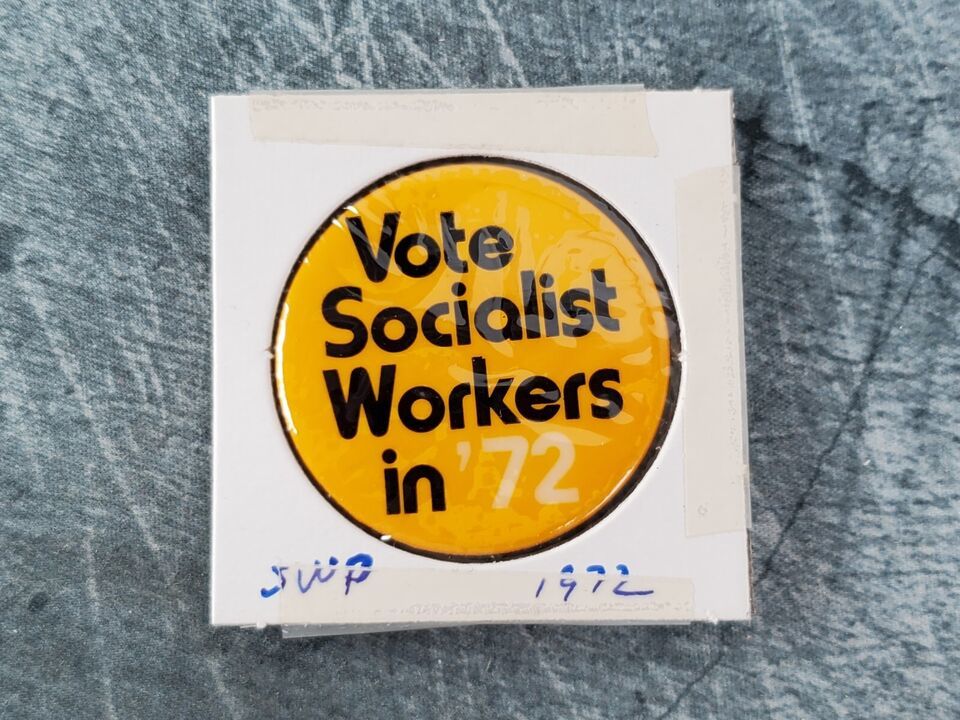 Vote
Socialist
Workers
in '72
SWP 1972